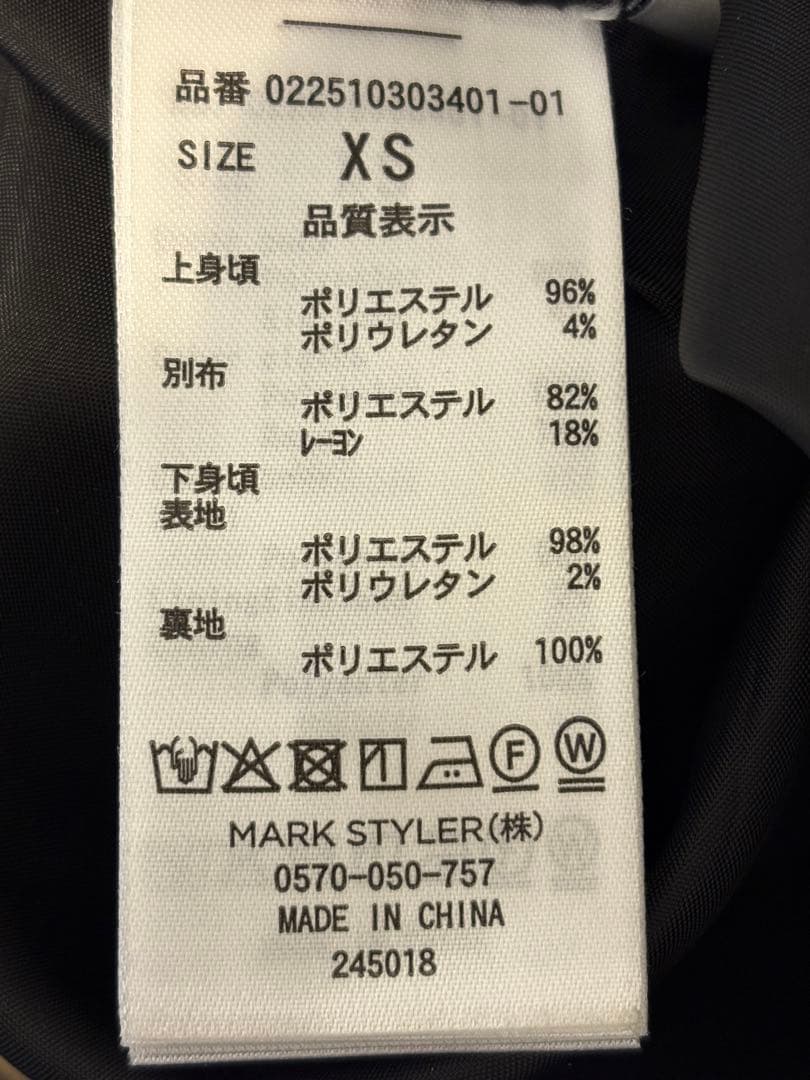 品番 022510303401-01
SIZE XS
品質表示
上身頃
ポリエステル 96%
ポリウレタン 4%
別布
ポリエステル 82%
ﾚｰﾖﾝ 18%
下身頃
表地
ポリエステル 98%
ポリウレタン 2%
裏地
ポリエステル 100%
F W
MARK STYLER(株)
0570-050-757
MADE IN CHINA
245018